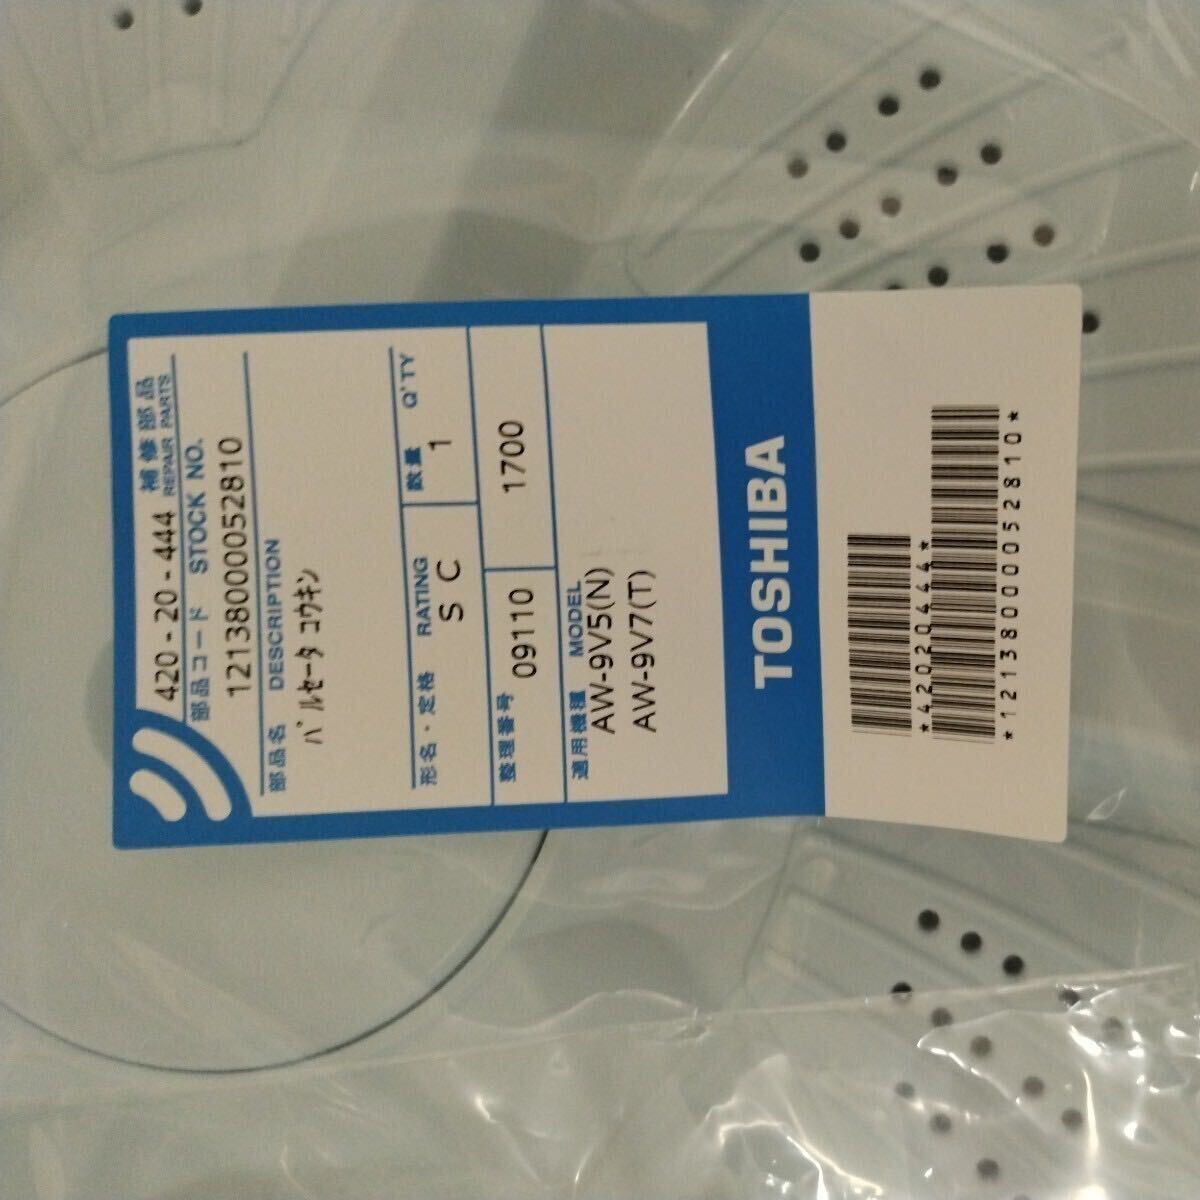 420-20-444 補修部品
REPAIR PARTS
部品コード STOCK NO.
1213800052810
部品名 DESCRIPTION
パルセータ コウキン
形名・定格 RATING 数量 Q'TY
S C 1
整理番号 09110 1700
適用機種 MODEL
AW-9V5(N)
AW-9V7(T)
TOSHIBA
*42020444*
*1213800052810*